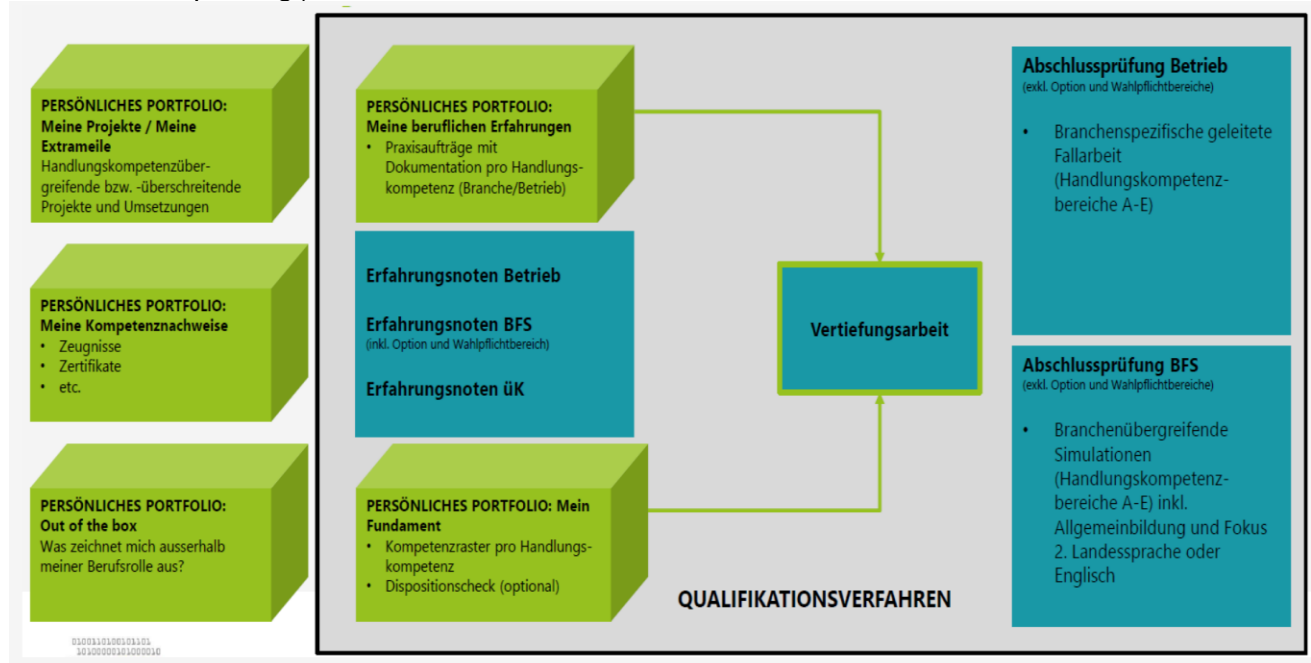 PERSÖNLICHES PORTFOLIO:
Meine Projekte / Meine
Extrameile
Handlungskompetenzüber-
greifende bzw. -überschreitende
Projekte und Umsetzungen
PERSÖNLICHES PORTFOLIO:
Meine Kompetenznachweise
• Zeugnisse
• Zertifikate
• etc.
PERSÖNLICHES PORTFOLIO:
Out of the box
Was zeichnet mich ausserhalb
meiner Berufsrolle aus?
0100110100101101
10100000101000010
PERSÖNLICHES PORTFOLIO:
Meine beruflichen Erfahrungen
• Praxisaufträge mit
Dokumentation pro Handlungs-
kompetenz (Branche/Betrieb)
Erfahrungsnoten Betrieb
Erfahrungsnoten BFS
(inkl. Option und Wahlpflichtbereich)
Erfahrungsnoten üK
PERSÖNLICHES PORTFOLIO: Mein
Fundament
• Kompetenzraster pro Handlungs-
kompetenz
• Dispositionscheck (optional)
Vertiefungsarbeit
QUALIFIKATIONSVERFAHREN
Abschlussprüfung Betrieb
(exkl. Option und Wahlpflichtbereiche)
• Branchenspezifische geleitete
Fallarbeit
(Handlungskompetenz-
bereiche A-E)
Abschlussprüfung BFS
(exkl. Option und Wahlpflichtbereiche)
• Branchenübergreifende
Simulationen
(Handlungskompetenz-
bereiche A-E) inkl.
Allgemeinbildung und Fokus
2. Landessprache oder
Englisch